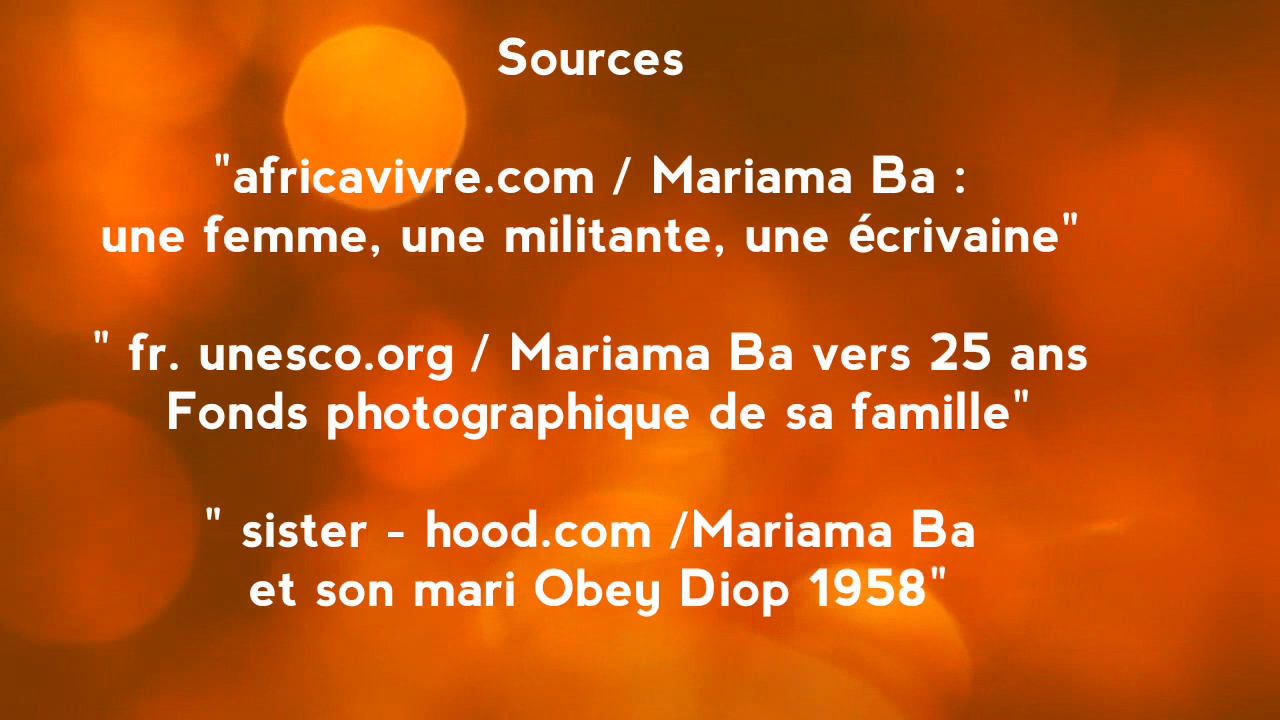 Sources
"africavivre.com / Mariama Ba :
une femme, une militante, une écrivaine"
" fr. unesco.org / Mariama Ba vers 25 ans
Fonds photographique de sa famille"
" sister - hood.com /Mariama Ba
et son mari Obey Diop 1958"